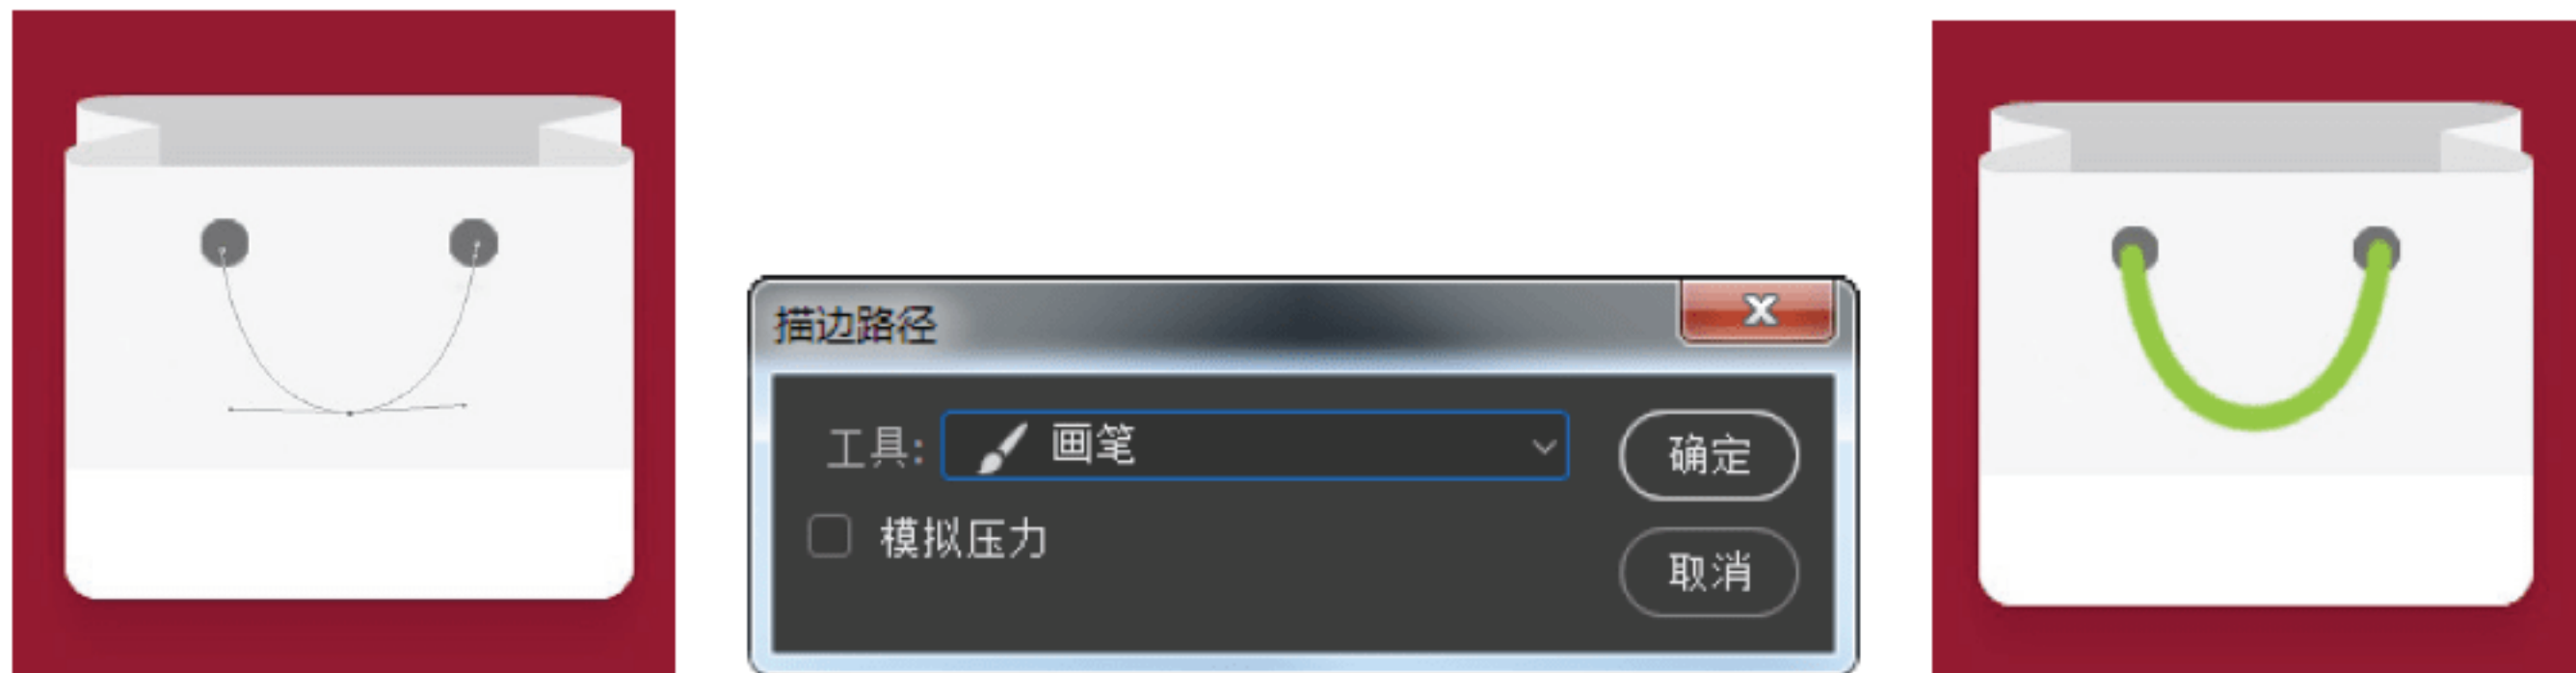 描边路径
工具: 画笔
确定
模拟压力
取消